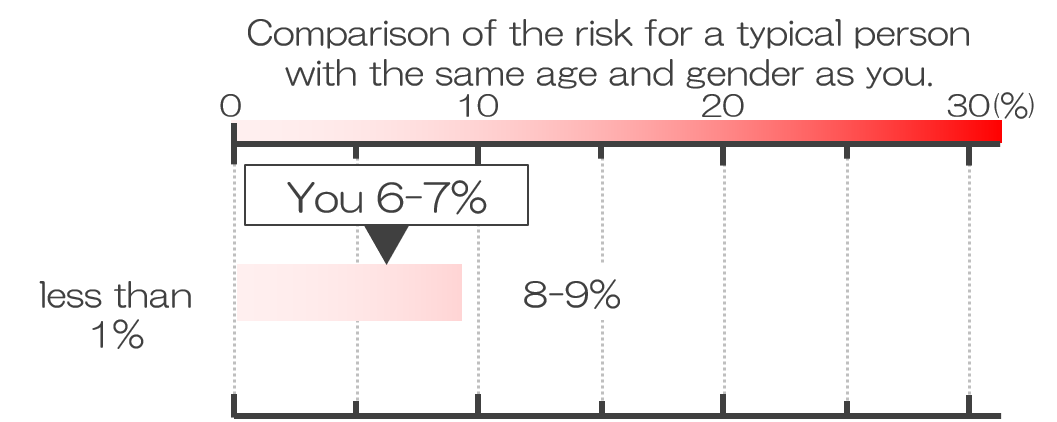 Comparison of the risk for a typical person
with the same age and gender as you.
0 10 20 30(%)
You 6-7%
less than
1%
8-9%